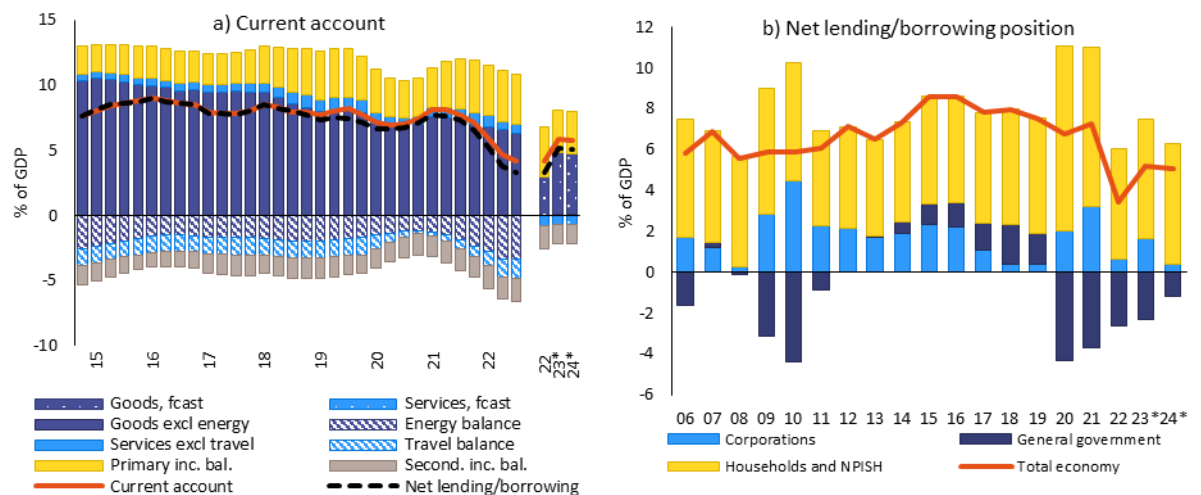 a) Current account
% of GDP
15
10
5
0
-5
-10
15 16 17 18 19 20 21 22 22 23* 24*
Goods, fcast
Services, fcast
Goods excl energy
Energy balance
Services excl travel
Travel balance
Primary inc. bal.
Second. inc. bal.
Current account
Net lending/borrowing
b) Net lending/borrowing position
% of GDP
12
10
8
6
4
2
0
-2
-4
-6
06 07 08 09 10 11 12 13 14 15 16 17 18 19 20 21 22 23* 24*
Corporations
General government
Households and NPISH
Total economy